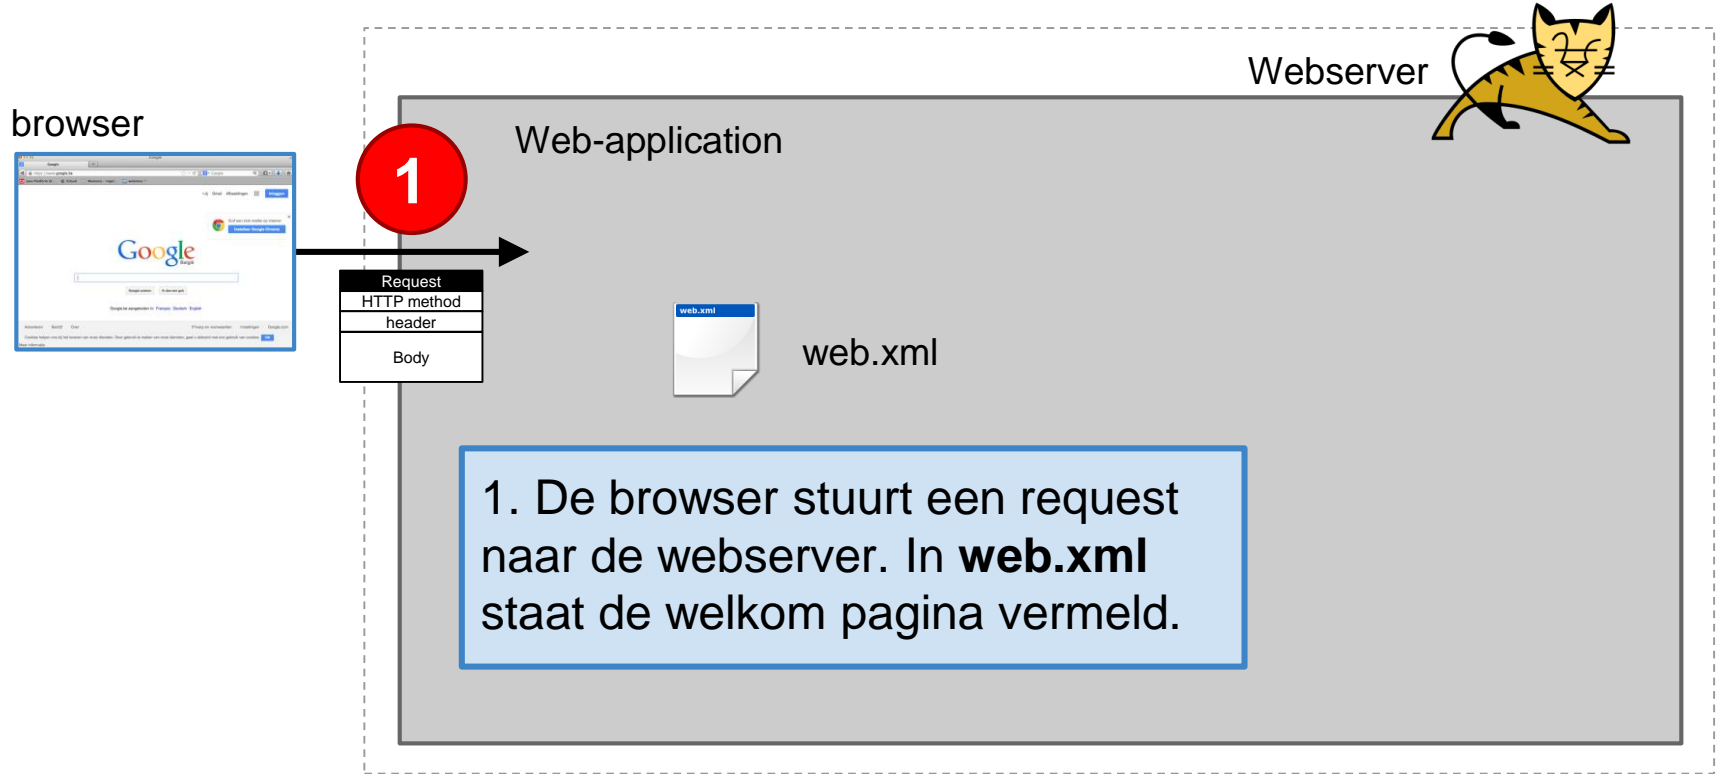 Webserver
browser
Web-application
1
Google
Request
HTTP method
header
Body
web.xml
web.xml
1. De browser stuurt een request
naar de webserver. In web.xml
staat de welkom pagina vermeld.